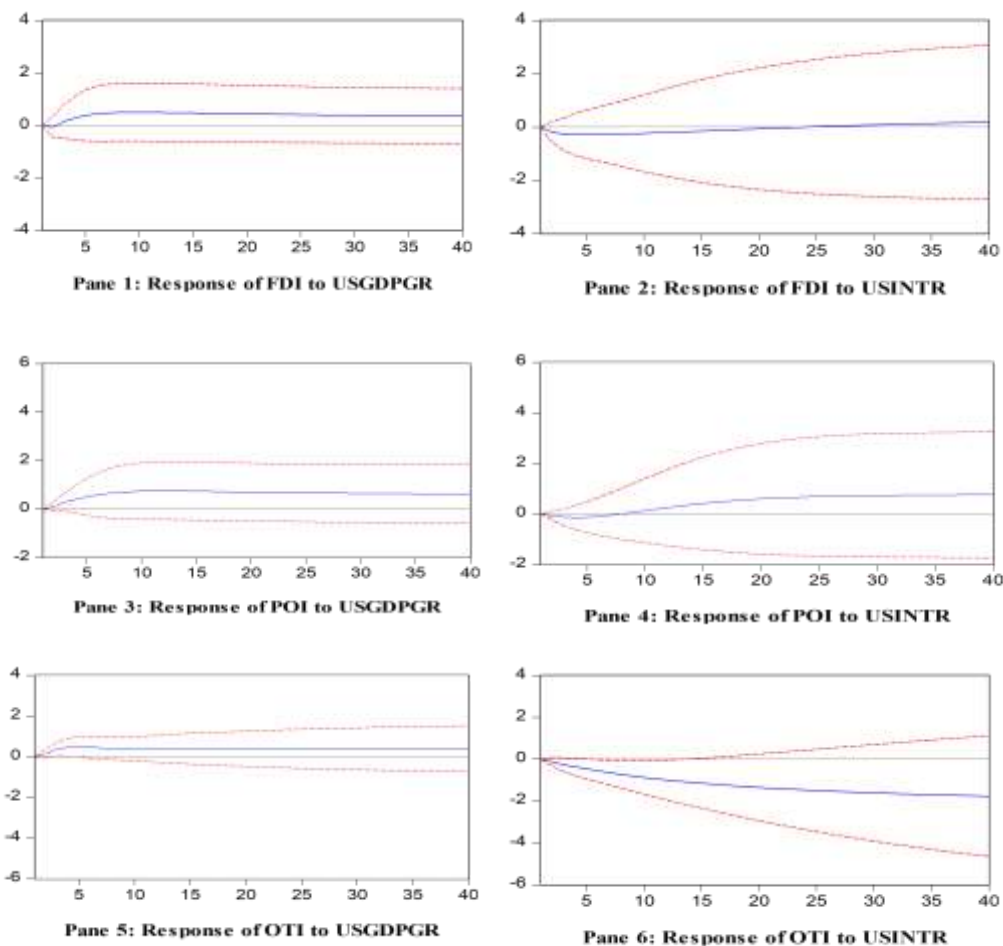 4
2
0
-2
-4
5 10 15 20 25 30 35 40
Pane 1: Response of FDI to USGDPGR
4
2
0
-2
-4
5 10 15 20 25 30 35 40
Pane 2: Response of FDI to USINTR
6
4
2
0
-2
5 10 15 20 25 30 35 40
Pane 3: Response of POI to USGDPGR
6
4
2
0
-2
5 10 15 20 25 30 35 40
Pane 4: Response of POI to USINTR
4
2
0
-2
-4
-6
5 10 15 20 25 30 35 40
Pane 5: Response of OTI to USGDPGR
4
2
0
-2
-4
-6
5 10 15 20 25 30 35 40
Pane 6: Response of OTI to USINTR